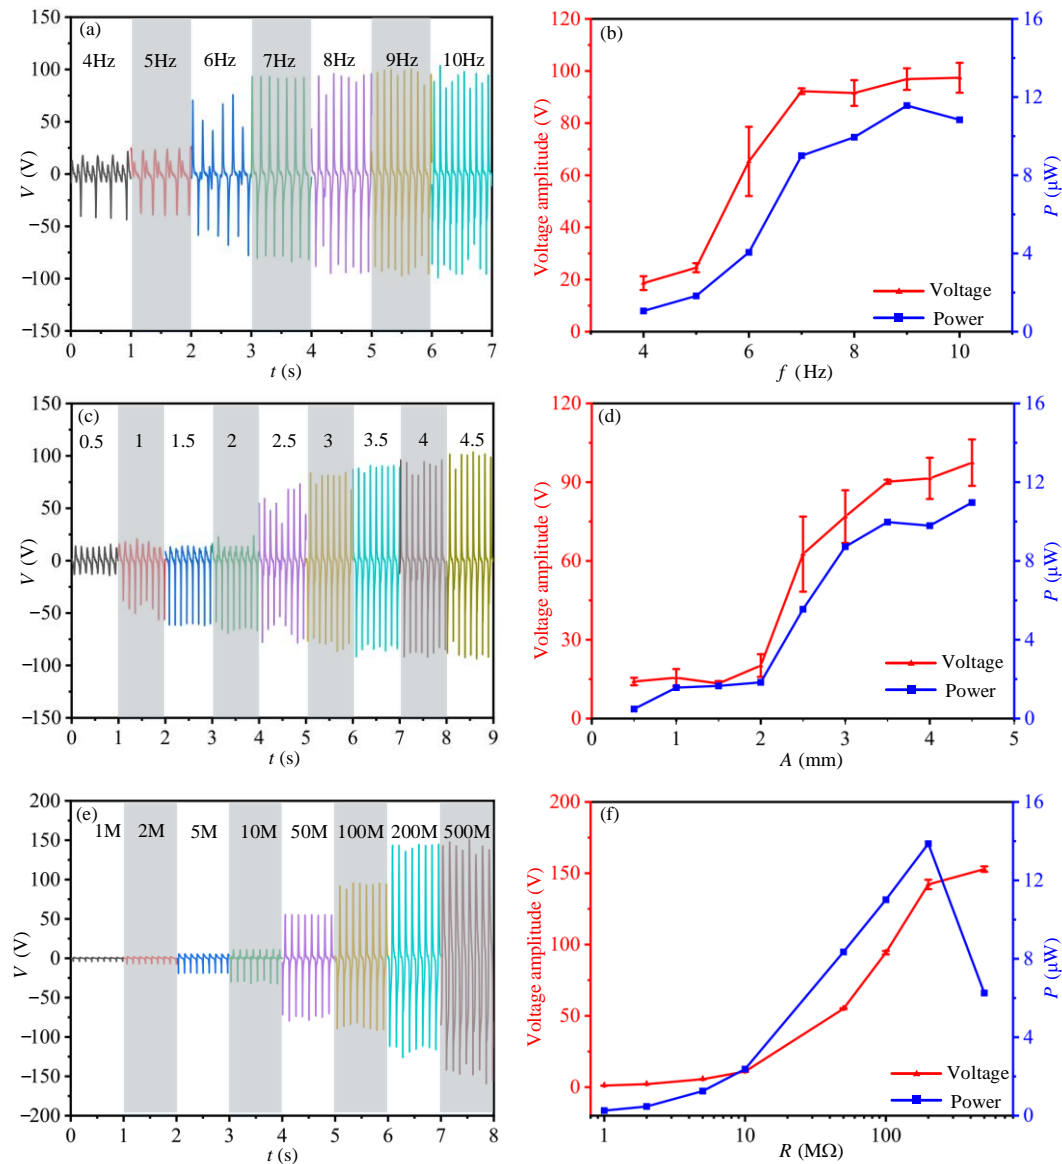 (a)
4Hz 5Hz 6Hz 7Hz 8Hz 9Hz 10Hz
150
100
50
0
−50
−100
−150
V (V)
0 1 2 3 4 5 6 7
t (s)
(b)
120
100
80
60
40
20
0
Voltage amplitude (V)
16
12
8
4
0
P (μW)
Voltage
Power
4 6 8 10
f (Hz)
(c)
0.5 1 1.5 2 2.5 3 3.5 4 4.5
150
100
50
0
−50
−100
−150
V (V)
0 1 2 3 4 5 6 7 8 9
t (s)
(d)
120
90
60
30
0
Voltage amplitude (V)
16
12
8
4
0
P (μW)
Voltage
Power
0 1 2 3 4 5
A (mm)
(e)
1M 2M 5M 10M 50M 100M 200M 500M
200
150
100
50
0
−50
−100
−150
−200
V (V)
0 1 2 3 4 5 6 7 8
t (s)
(f)
200
150
100
50
0
Voltage amplitude (V)
16
12
8
4
0
P (μW)
Voltage
Power
1 10 100
R (MΩ)